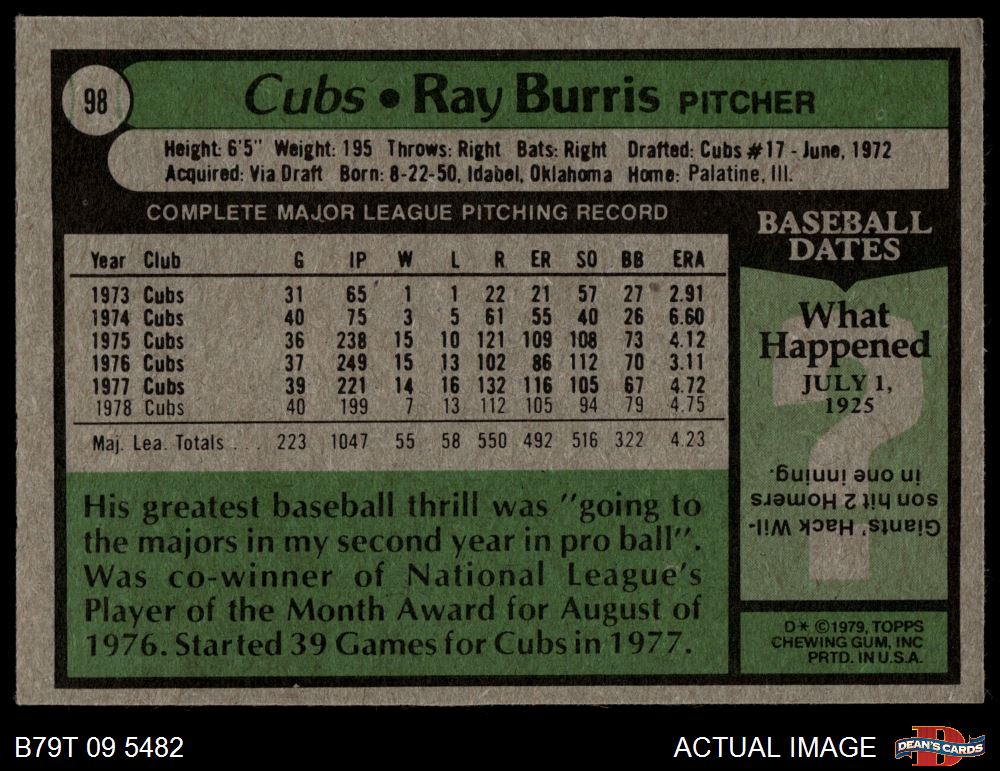 98
Cubs • Ray Burris PITCHER
Height: 6'5" Weight: 195 Throws: Right Bats: Right Drafted: Cubs #17 - June, 1972
Acquired: Via Draft Born: 8-22-50, Idabel, Oklahoma Home: Palatine, Ill.
COMPLETE MAJOR LEAGUE PITCHING RECORD
Year Club G IP W L R ER SO BB ERA
1973 Cubs 31 65 1 1 22 21 57 27 2.91
1974 Cubs 40 75 3 5 61 55 40 26 6.60
1975 Cubs 36 238 15 10 121 109 108 73 4.12
1976 Cubs 37 249 15 13 102 86 112 70 3.11
1977 Cubs 39 221 14 16 132 116 105 67 4.72
1978 Cubs 40 199 7 13 112 105 94 79 4.75
Maj. Lea. Totals . . 223 1047 55 58 550 492 516 322 4.23
His greatest baseball thrill was "going to
the majors in my second year in pro ball".
Was co-winner of National League's
Player of the Month Award for August of
1976. Started 39 Games for Cubs in 1977.
BASEBALL
DATES
What
Happened
JULY 1,
1925
?
Giants' Hack Wil-
son hit 2 Homers
in one inning.
D* ©1979, TOPPS
CHEWING GUM, INC
PRTD. IN U.S.A.
B79T 09 5482
ACTUAL IMAGE
D
DEAN'S CARDS